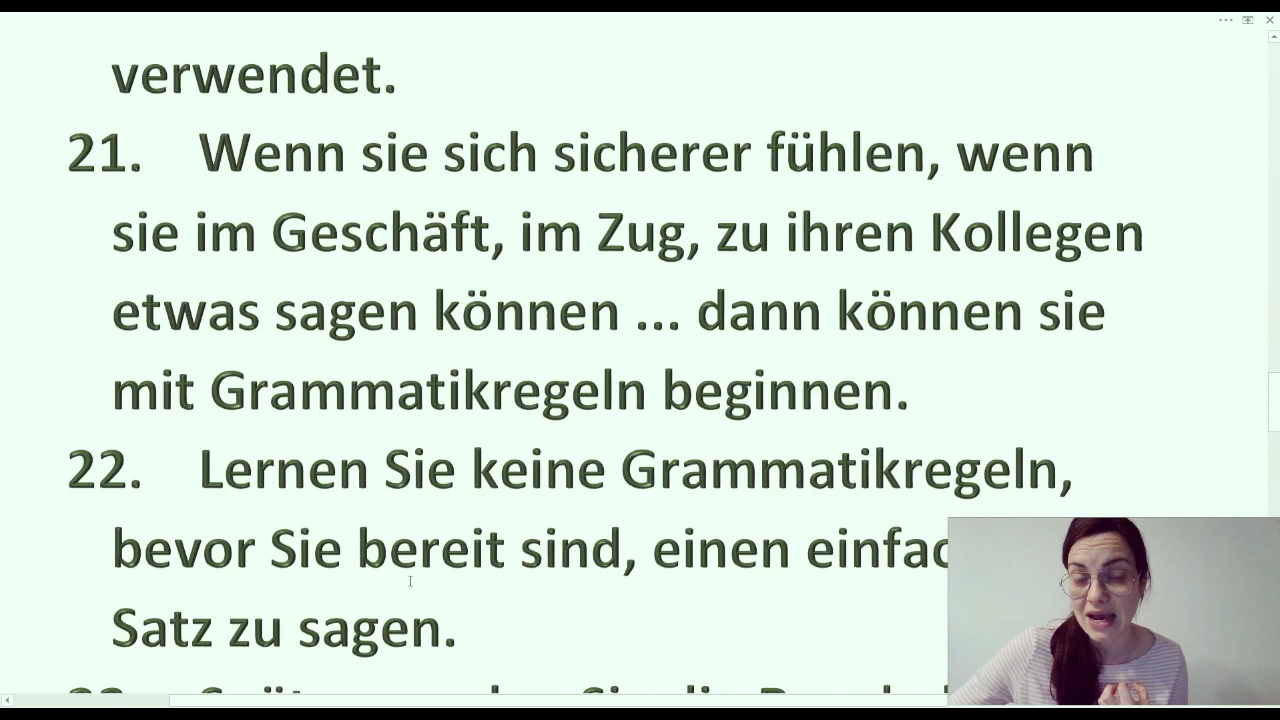 verwendet.
21. Wenn sie sich sicherer fühlen, wenn
sie im Geschäft, im Zug, zu ihren Kollegen
etwas sagen können ... dann können sie
mit Grammatikregeln beginnen.
22. Lernen Sie keine Grammatikregeln,
bevor Sie bereit sind, einen
Satz zu sagen.